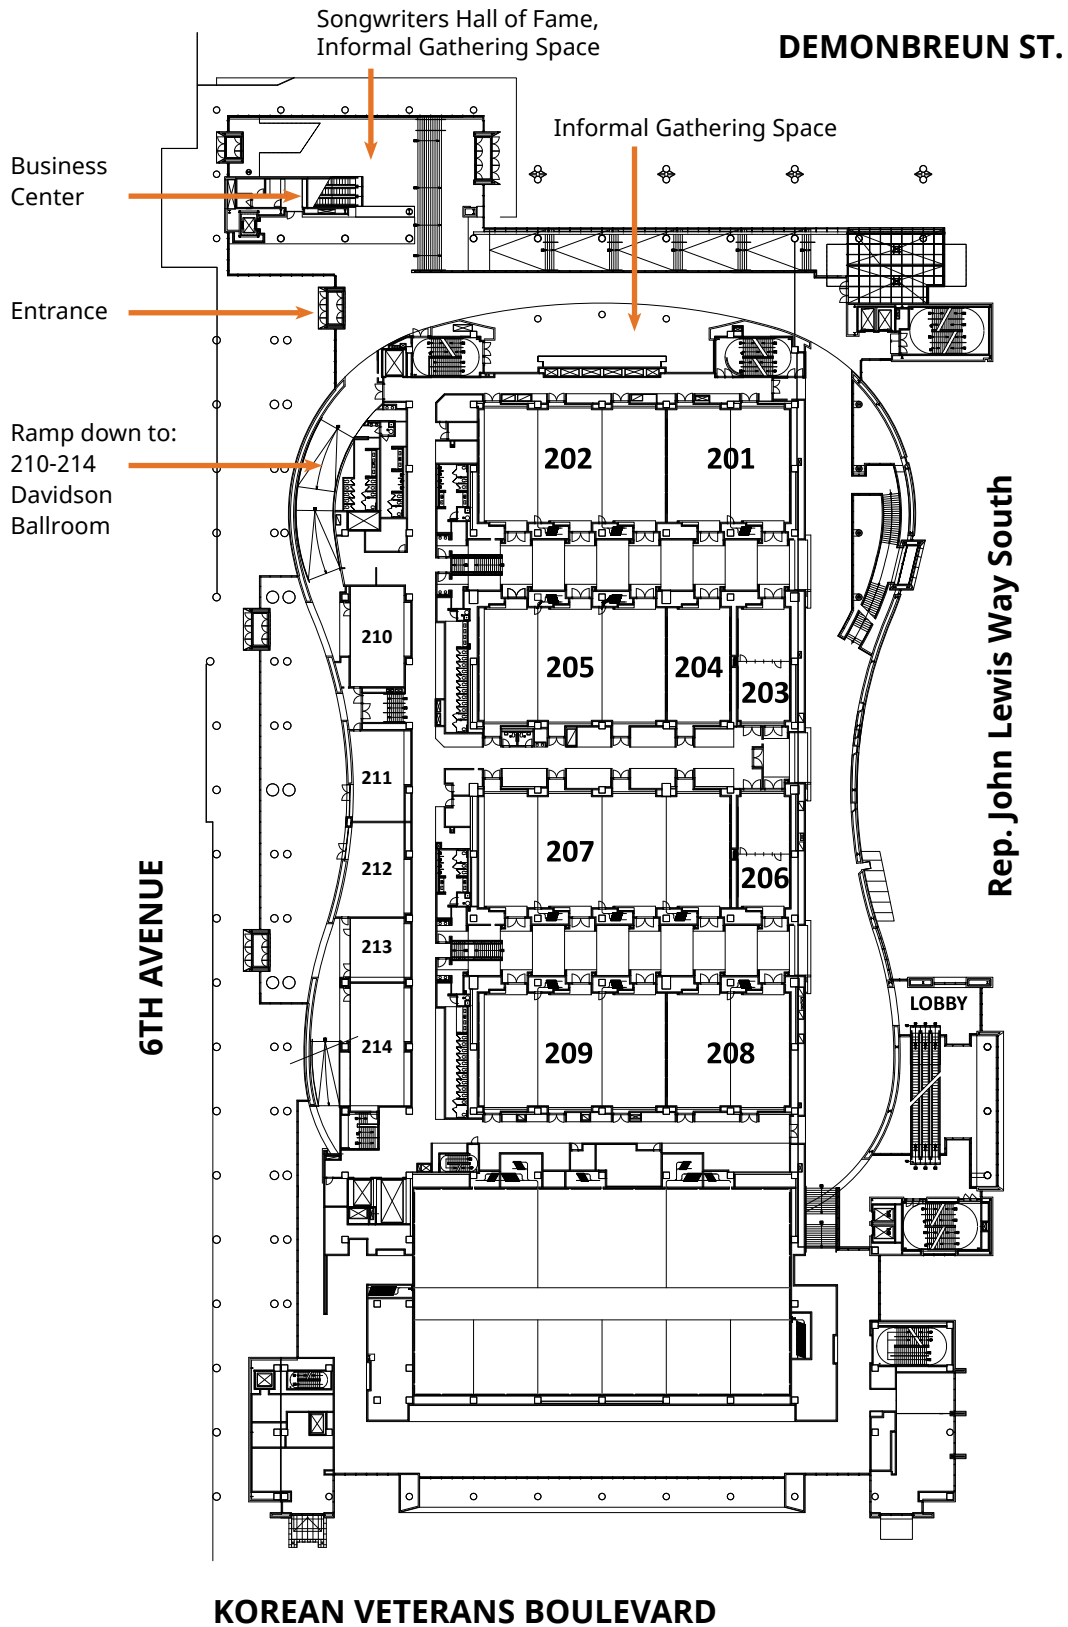 Songwriters Hall of Fame,
Informal Gathering Space
DEMONBREUN ST.
Informal Gathering Space
Business
Center
Entrance
Ramp down to:
210-214
Davidson
Ballroom
202
201
Rep. John Lewis Way South
210
205
204
203
211
207
212
206
6TH AVENUE
213
LOBBY
214
209
208
KOREAN VETERANS BOULEVARD